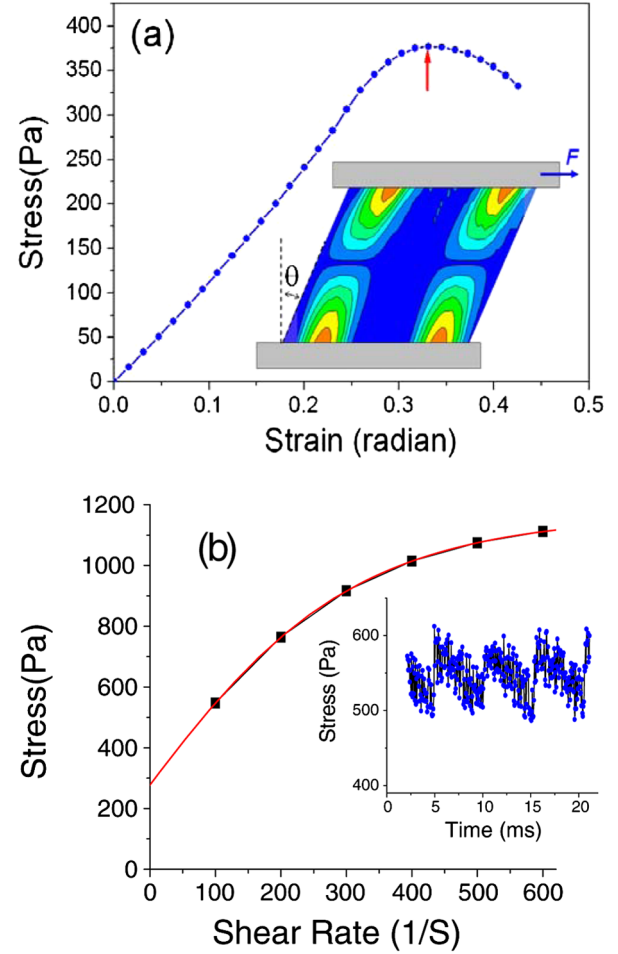 (a)
400
350
300
250
200
150
100
50
0
Stress(Pa)
F
θ
0.0 0.1 0.2 0.3 0.4 0.5
Strain (radian)
(b)
1200
1000
800
600
400
200
0
Stress(Pa)
600
500
400
Stress (Pa)
0 5 10 15 20
Time (ms)
0 100 200 300 400 500 600
Shear Rate (1/S)